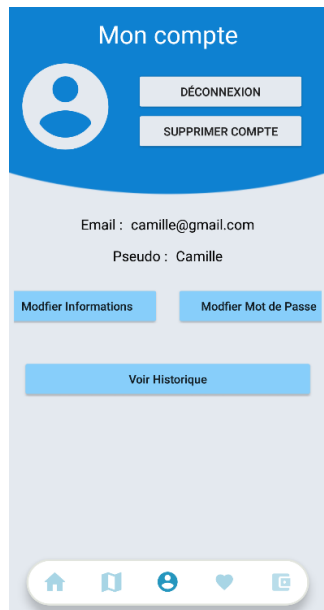 Mon compte
DÉCONNEXION
SUPPRIMER COMPTE
Email : camille@gmail.com
Pseudo : Camille
Modfier Informations
Modfier Mot de Passe
Voir Historique